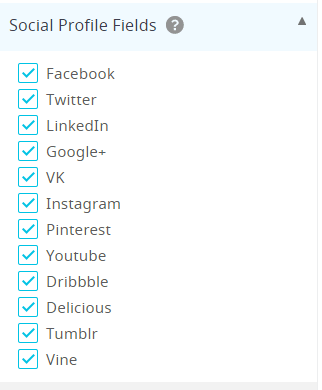 Social Profile Fields ?
Facebook
Twitter
LinkedIn
Google+
VK
Instagram
Pinterest
Youtube
Dribbble
Delicious
Tumblr
Vine